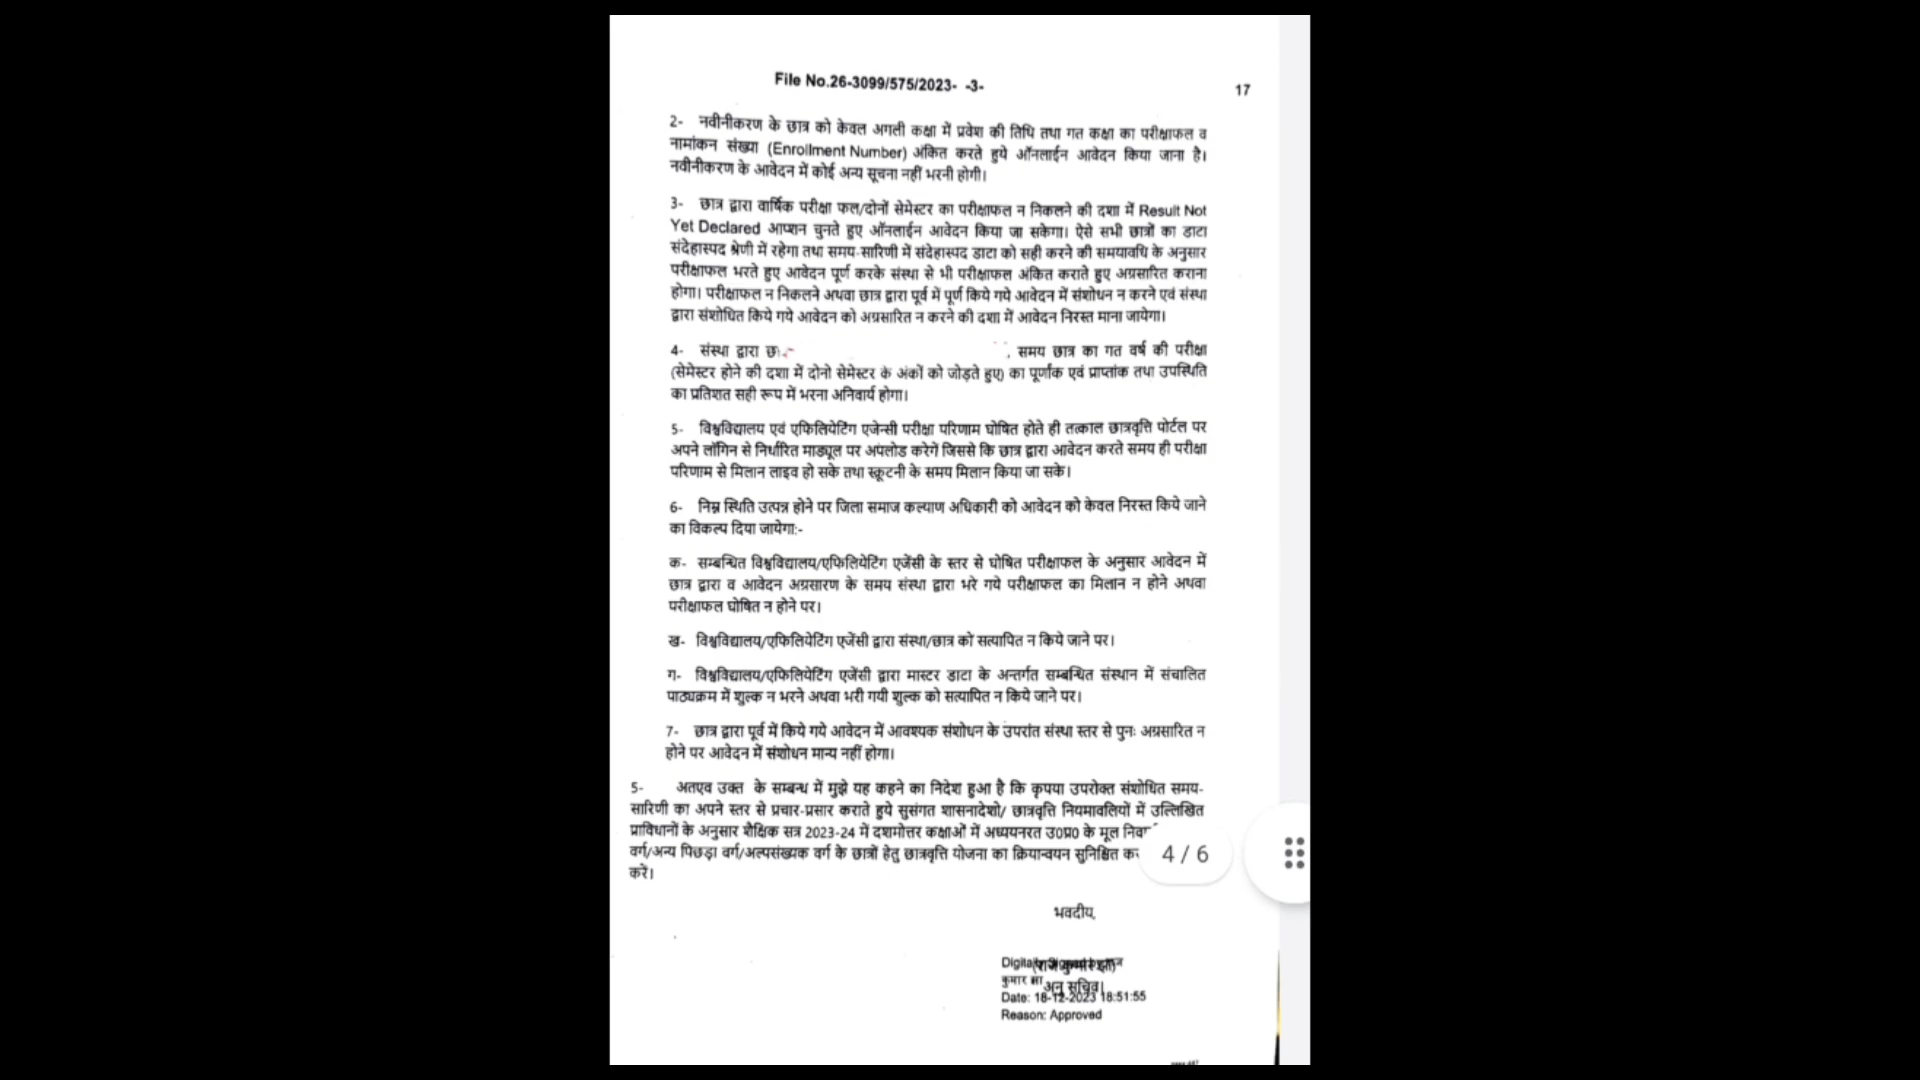 File No.26-3099/575/2023- -3-
17
2- नवीनीकरण के छात्र को केवल अगली कक्षा में प्रवेश की तिथि तथा गत कक्षा का परीक्षाफल व
नामांकन संख्या (Enrollment Number) अंकित करते हुये ऑनलाईन आवेदन किया जाना है।
नवीनीकरण के आवेदन में कोई अन्य सूचना नहीं भरनी होगी।
3- छात्र द्वारा वार्षिक परीक्षा फल/दोनों सेमेस्टर का परीक्षाफल न निकलने की दशा में Result Not
Yet Declared आप्शन चुनते हुए ऑनलाईन आवेदन किया जा सकेगा। ऐसे सभी छात्रों का डाटा
संदेहास्पद श्रेणी में रहेगा तथा समय-सारिणी में संदेहास्पद डाटा को सही करने की समयावधि के अनुसार
परीक्षाफल भरते हुए आवेदन पूर्ण करके संस्था से भी परीक्षाफल अंकित कराते हुए अग्रसारित कराना
होगा। परीक्षाफल न निकलने अथवा छात्र द्वारा पूर्व में पूर्ण किये गये आवेदन में संशोधन न करने एवं संस्था
द्वारा संशोधित किये गये आवेदन को अग्रसारित न करने की दशा में आवेदन निरस्त माना जायेगा।
4- संस्था द्वारा समय छात्र का गत वर्ष की परीक्षा
(सेमेस्टर होने की दशा में दोनो सेमेस्टर के अंकों को जोड़ते हुए) का पूर्णांक एवं प्राप्तांक तथा उपस्थिति
का प्रतिशत सही रूप में भरना अनिवार्य होगा।
5- विश्वविद्यालय एवं एफिलियेटिंग एजेन्सी परीक्षा परिणाम घोषित होते ही तत्काल छात्रवृत्ति पोर्टल पर
अपने लॉगिन से निर्धारित माड्यूल पर अपलोड करेगें जिससे कि छात्र द्वारा आवेदन करते समय ही परीक्षा
परिणाम से मिलान लाइव हो सके तथा स्क्रूटनी के समय मिलान किया जा सके।
6- निम्न स्थिति उत्पन्न होने पर जिला समाज कल्याण अधिकारी को आवेदन को केवल निरस्त किये जाने
का विकल्प दिया जायेगा:-
क- सम्बन्धित विश्वविद्यालय/एफिलियेटिंग एजेंसी के स्तर से घोषित परीक्षाफल के अनुसार आवेदन में
छात्र द्वारा व आवेदन अग्रसारण के समय संस्था द्वारा भरे गये परीक्षाफल का मिलान न होने अथवा
परीक्षाफल घोषित न होने पर।
ख- विश्वविद्यालय/एफिलियेटिंग एजेंसी द्वारा संस्था/छात्र को सत्यापित न किये जाने पर।
ग- विश्वविद्यालय/एफिलियेटिंग एजेंसी द्वारा मास्टर डाटा के अन्तर्गत सम्बन्धित संस्थान में संचालित
पाठ्यक्रम में शुल्क न भरने अथवा भरी गयी शुल्क को सत्यापित न किये जाने पर।
7- छात्र द्वारा पूर्व में किये गये आवेदन में आवश्यक संशोधन के उपरांत संस्था स्तर से पुनः अग्रसारित न
होने पर आवेदन में संशोधन मान्य नहीं होगा।
5- अतएव उक्त के सम्बन्ध में मुझे यह कहने का निदेश हुआ है कि कृपया उपरोक्त संशोधित समय-
सारिणी का अपने स्तर से प्रचार-प्रसार कराते हुये सुसंगत शासनादेशो/ छात्रवृत्ति नियमावलियों में उल्लिखित
प्राविधानों के अनुसार शैक्षिक सत्र 2023-24 में दशमोत्तर कक्षाओं में अध्ययनरत उ0प्र0 के मूल
वर्ग/अन्य पिछड़ा वर्ग/अल्पसंख्यक वर्ग के छात्रों हेतु छात्रवृत्ति योजना का क्रियान्वयन सुनिश्चित
4 / 6
करें।
भवदीय,
(राज कुमार झा)
कुमार झा
अनु सचिव।
Date: 18-12-2023 18:51:55
Reason: Approved